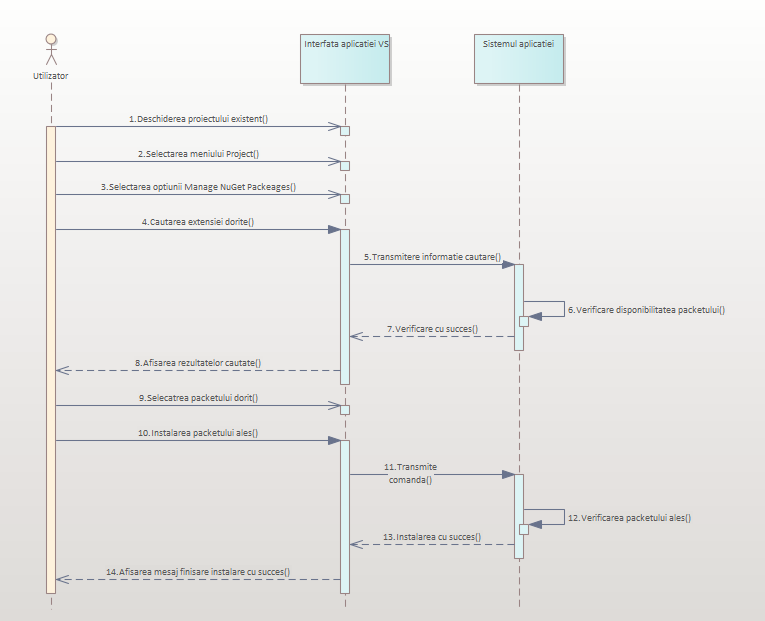 Utilizator
Interfata aplicatiei VS
Sistemul aplicatiei
1.Deschiderea proiectului existent()
2.Selectarea meniului Project()
3.Selectarea optiunii Manage NuGet Packeages()
4.Cautarea extensiei dorite()
5.Transmitere informatie cautare()
6.Verificare disponibilitatea packetului()
7.Verificare cu succes()
8.Afisarea rezultatelor cautate()
9.Selecatrea packetului dorit()
10.Instalarea packetului ales()
11.Transmite
comanda()
12.Verificarea packetului ales()
13.Instalarea cu succes()
14.Afisarea mesaj finisare instalare cu succes()